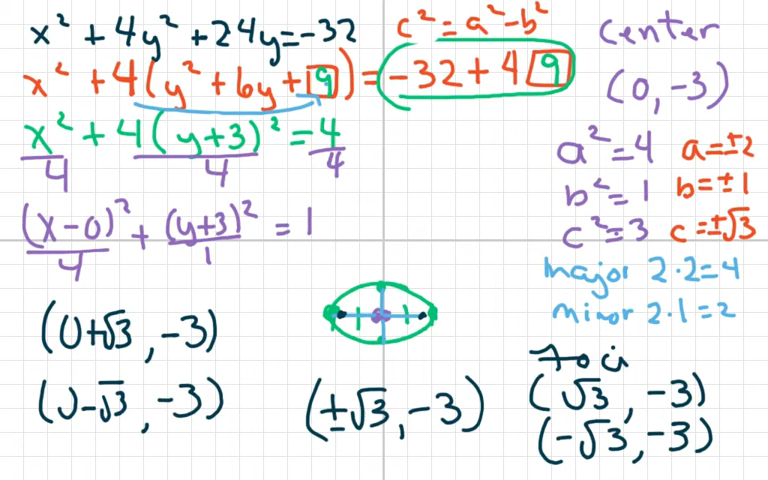 x² + 4y² + 24y = -32
x² + 4(y² + 6y + 9) = -32 + 4 9
x² + 4(y+3)² = 4
4 4 4
(x-0)² + (y+3)² = 1
4 1
(0+√3, -3)
(0-√3, -3)
(±√3, -3)
c² = a² - b²
center
(0, -3)
a² = 4 a = ±2
b² = 1 b = ±1
c² = 3 c = ±√3
major 2·2=4
minor 2·1=2
foci
(√3, -3)
(-√3, -3)